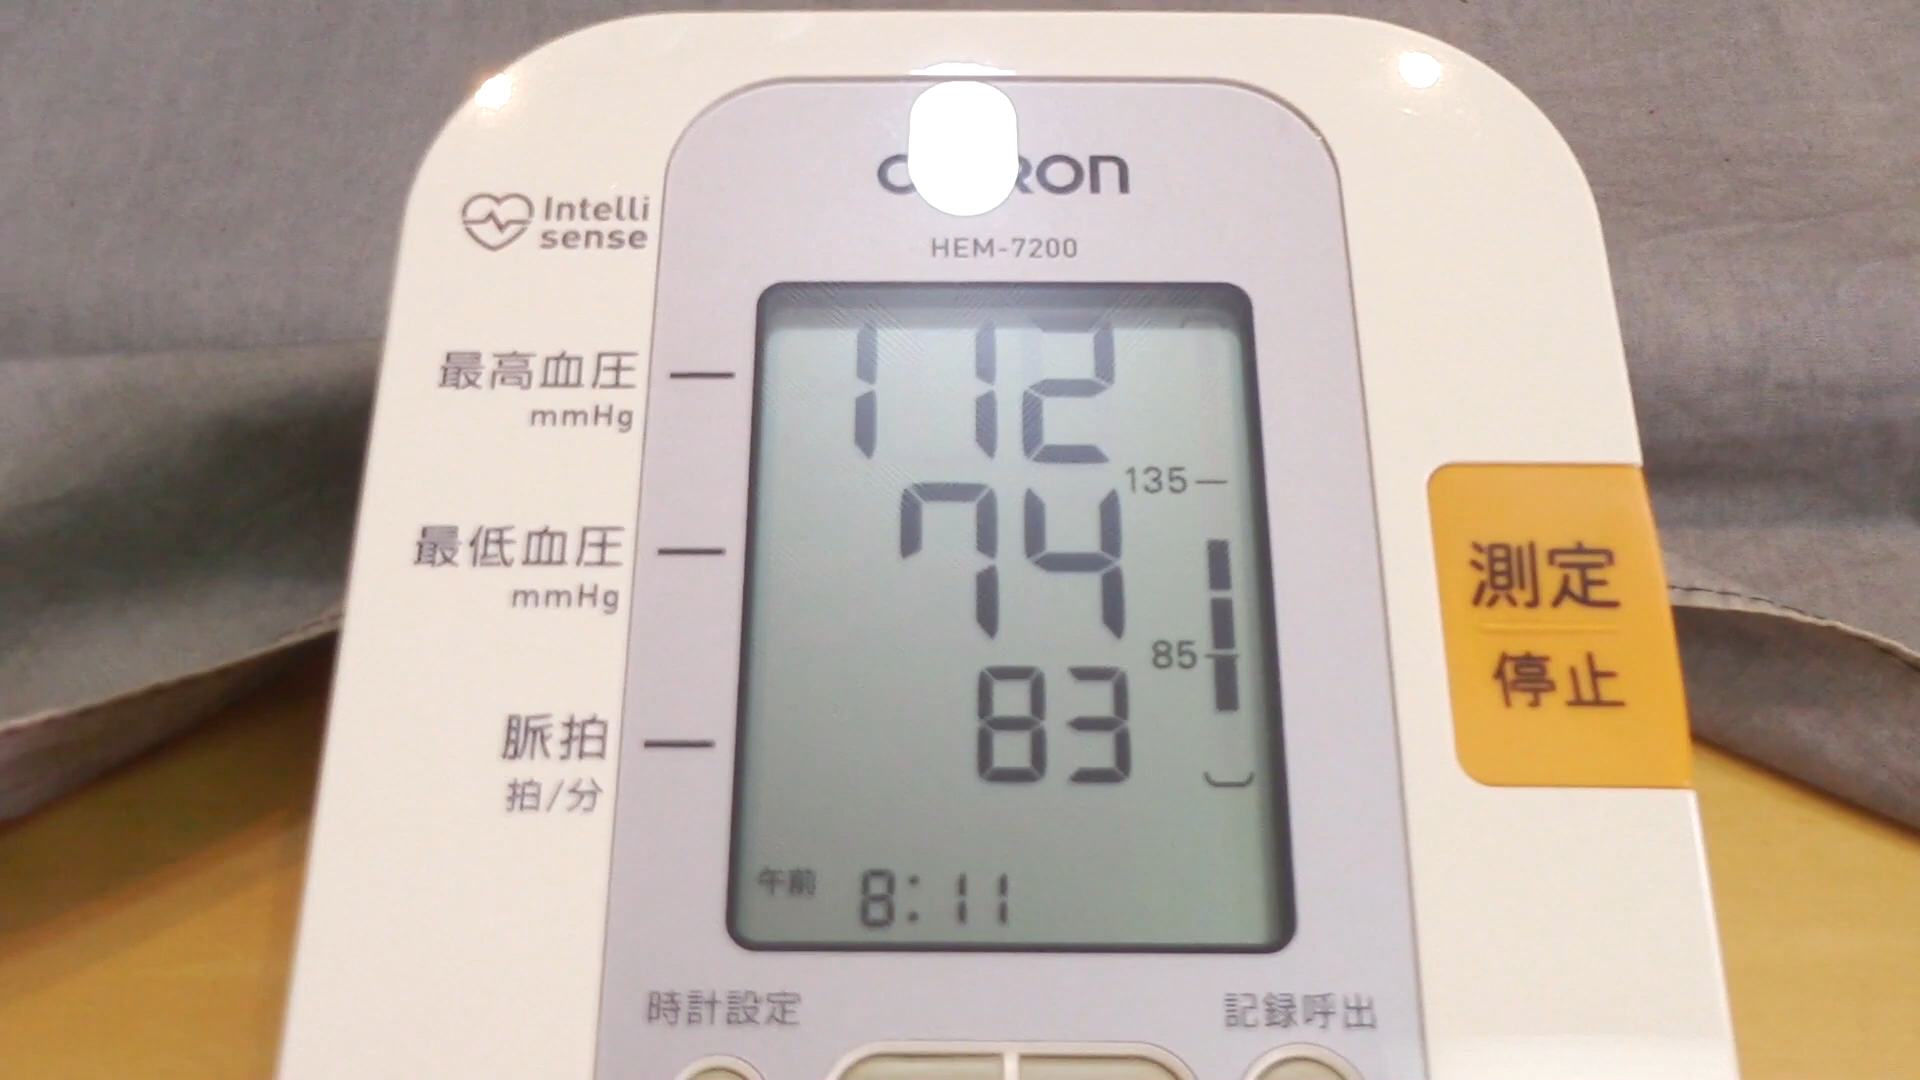 Intelli
sense
HEM-7200
最高血圧
mmHg
112
135
最低血圧
mmHg
74
85
脈拍
拍/分
83
午前 8:11
測定
停止
時計設定
記録呼出